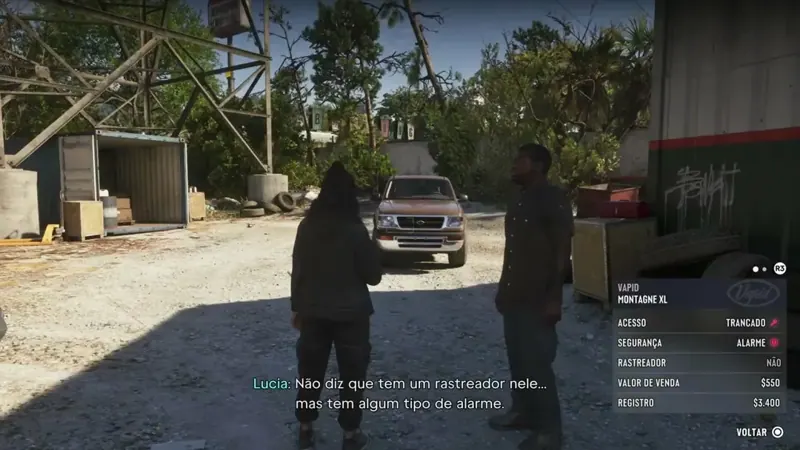 R3
VAPID
MONTAGNE XL
Vapid
ACESSO TRANCADO
SEGURANÇA ALARME
RASTREADOR NÃO
VALOR DE VENDA $550
REGISTRO $3.400
Lucia: Não diz que tem um rastreador nele...
mas tem algum tipo de alarme.
VOLTAR